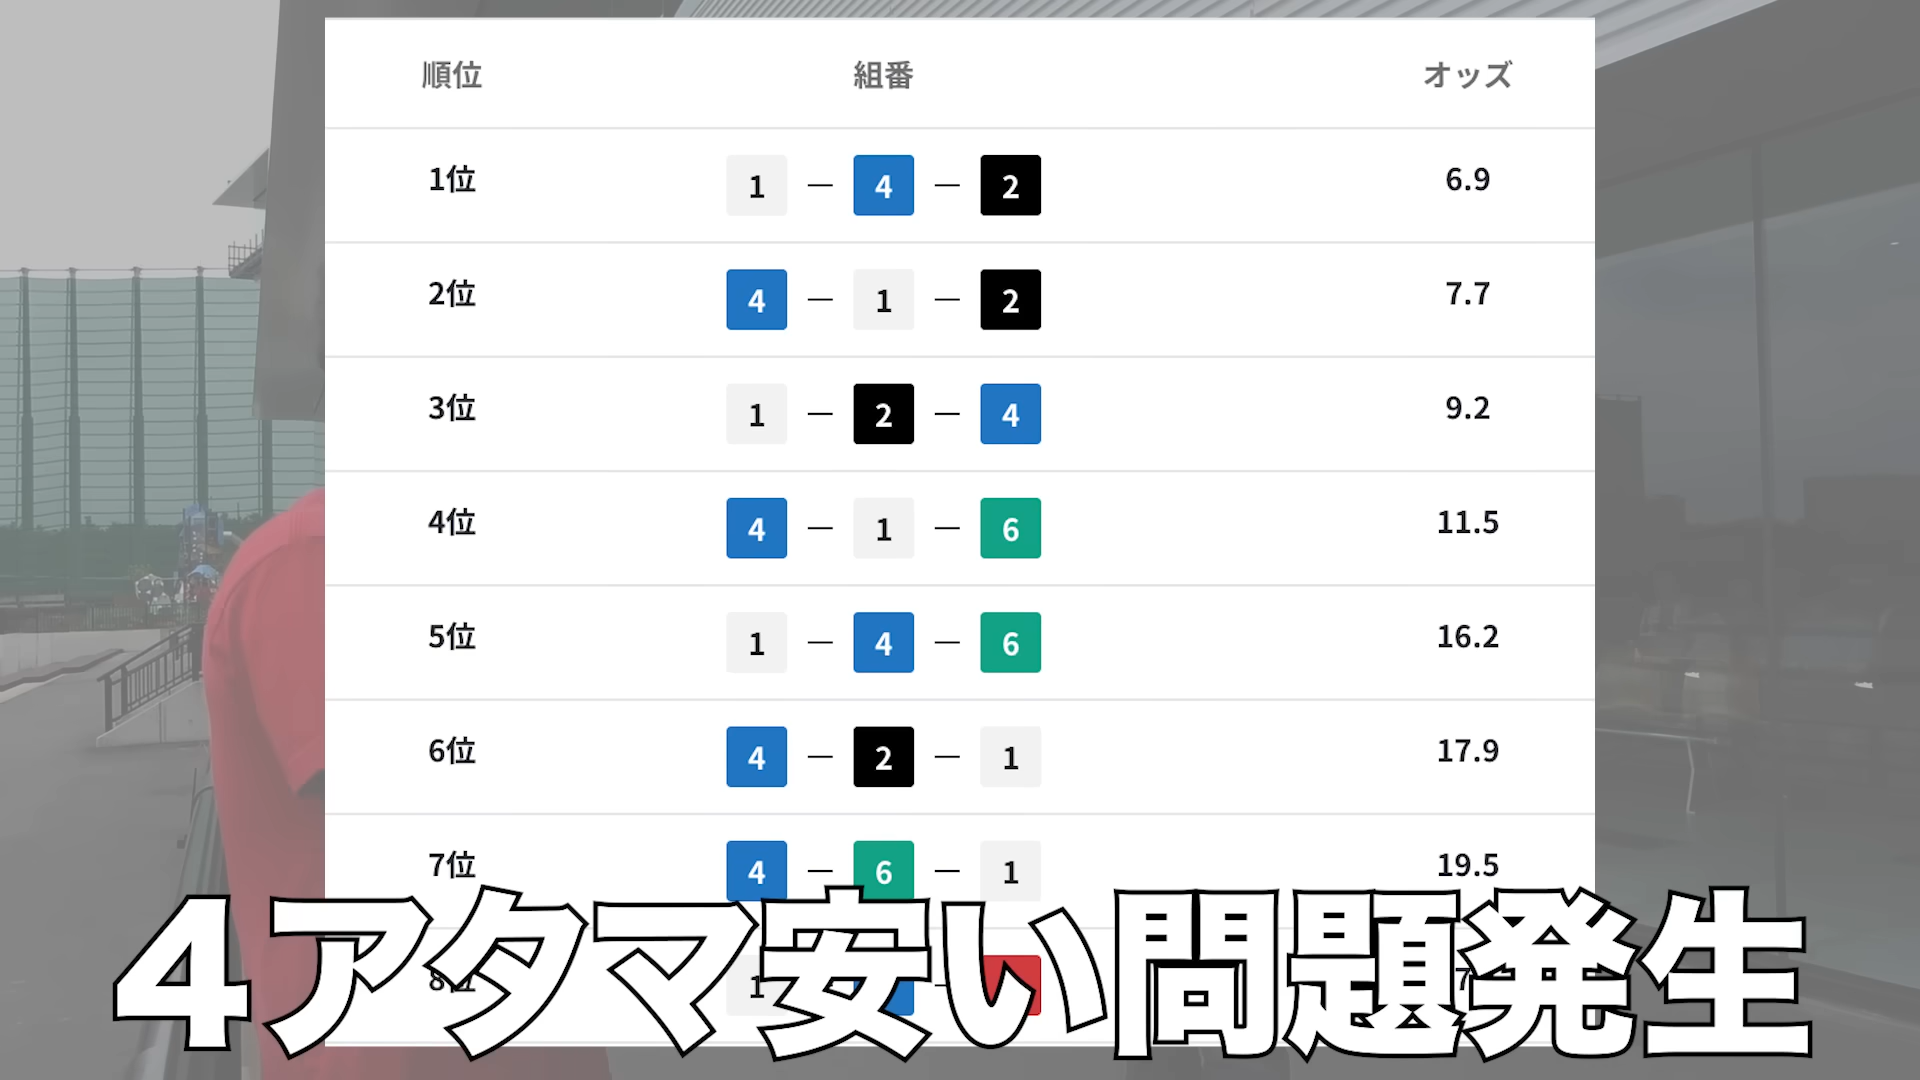 順位 組番 オッズ
1位 1 — 4 — 2 6.9
2位 4 — 1 — 2 7.7
3位 1 — 2 — 4 9.2
4位 4 — 1 — 6 11.5
5位 1 — 4 — 6 16.2
6位 4 — 2 — 1 17.9
7位 4 — 6 — 1 19.5
8位 1
4アタマ安い問題発生